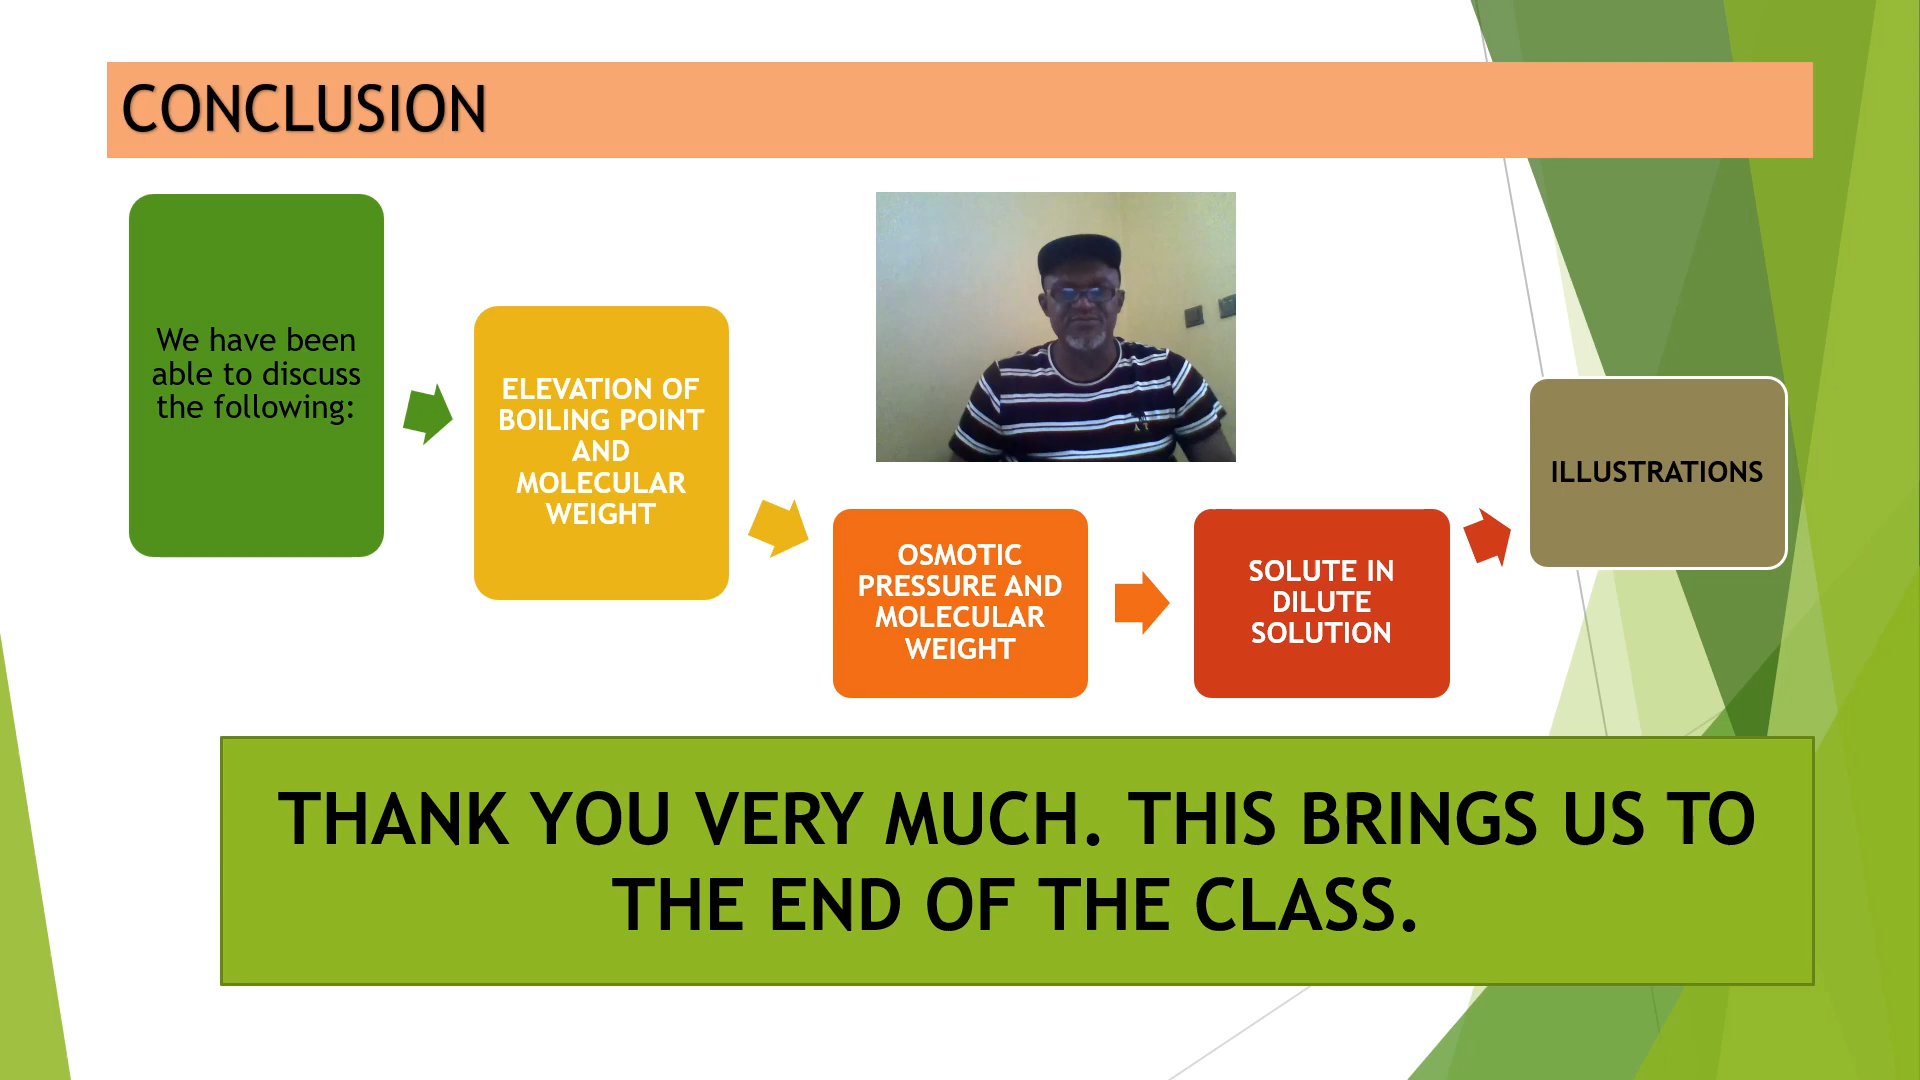 CONCLUSION
We have been
able to discuss
the following:
ELEVATION OF
BOILING POINT
AND
MOLECULAR
WEIGHT
OSMOTIC
PRESSURE AND
MOLECULAR
WEIGHT
SOLUTE IN
DILUTE
SOLUTION
ILLUSTRATIONS
THANK YOU VERY MUCH. THIS BRINGS US TO
THE END OF THE CLASS.